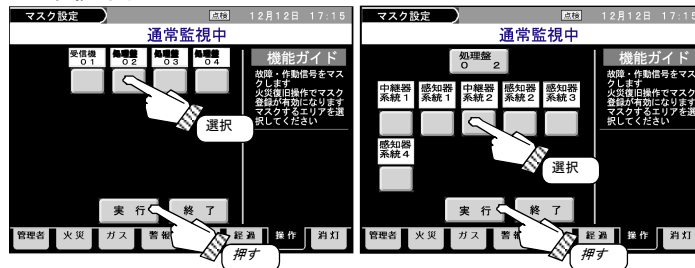 マスク設定
点検
12月12日 17:15
通常監視中
受信機
01
処理盤
02
処理盤
03
処理盤
04
機能ガイド
故障・作動信号をマス
クします
火災復旧操作でマスク
登録が有効になります
マスクするエリアを選
択してください
選択
実行
終了
管理者
火災
ガス
警報
経過
操作
消灯
押す
マスク設定
点検
12月12日 17:15
通常監視中
処理盤
0 2
中継器
系統1
感知器
系統1
中継器
系統2
感知器
系統2
感知器
系統3
感知器
系統4
機能ガイド
故障・作動信号をマス
クします
火災復旧操作でマスク
登録が有効になります
マスクするエリアを選
択してください
選択
実行
終了
管理者
火災
ガス
経過
操作
消灯
押す